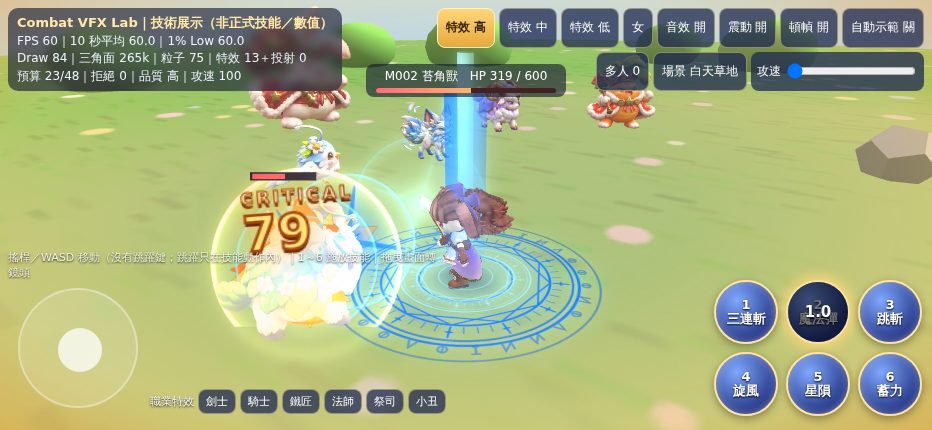 Combat VFX Lab｜技術展示（非正式技能／數值）
FPS 60｜10 秒平均 60.0｜1% Low 60.0
Draw 84｜三角面 265k｜粒子 75｜特效 13＋投射 0
預算 23/48｜拒絕 0｜品質 高｜攻速 100
特效 高
特效 中
特效 低
女
音效 開
震動 開
頓幀 開
自動示範 關
多人 0
場景 白天草地
攻速
M002 苔角獸 HP 319 / 600
CRITICAL
79
搖桿／WASD 移動（沒有跳躍鍵；跳躍只在技能動作內）｜1～6 施放技能｜拖曳畫面轉
鏡頭
1
三連斬
2
魔法彈
1.0
3
跳斬
4
旋風
5
星隕
6
蓄力
職業特效
劍士
騎士
鐵匠
法師
祭司
小丑